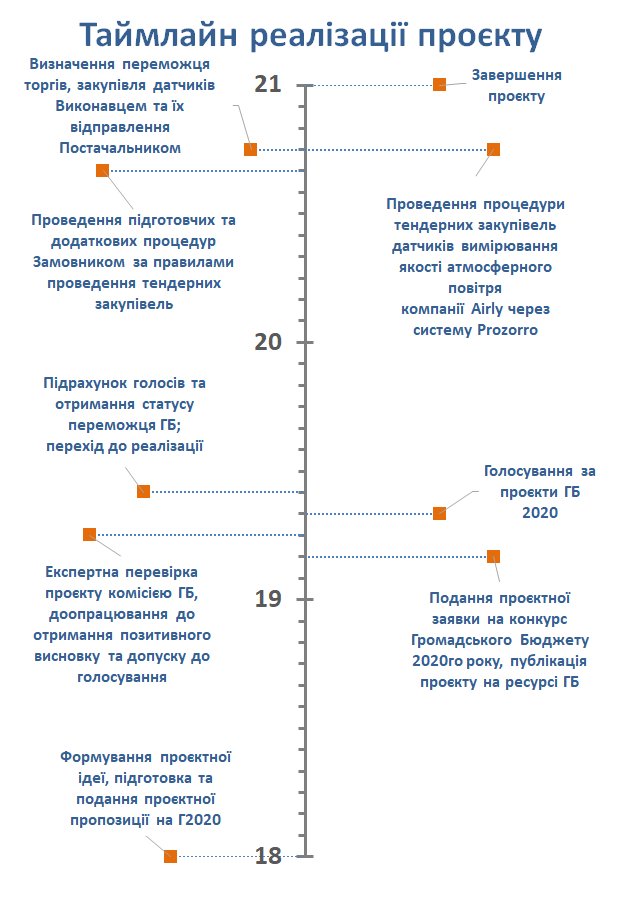 Таймлайн реалізації проєкту
Визначення переможця
торгів, закупівля датчиків
Виконавцем та їх
відправлення
Постачальником
21
Завершення
проєкту
Проведення підготовчих та
додаткових процедур
Замовником за правилами
проведення тендерних
закупівель
Проведення процедури
тендерних закупівель
датчиків вимірювання
якості атмосферного
повітря
компанії Airly через
систему Prozorro
20
Підрахунок голосів та
отримання статусу
переможця ГБ;
перехід до реалізації
Голосування за
проєкти ГБ
2020
Експертна перевірка
проєкту комісією ГБ,
доопрацювання до
отримання позитивного
висновку та допуску до
голосування
19
Подання проєктної
заявки на конкурс
Громадського Бюджету
2020го року, публікація
проєкту на ресурсі ГБ
Формування проєктної
ідеї, підготовка та
подання проєктної
пропозиції на Г2020
18